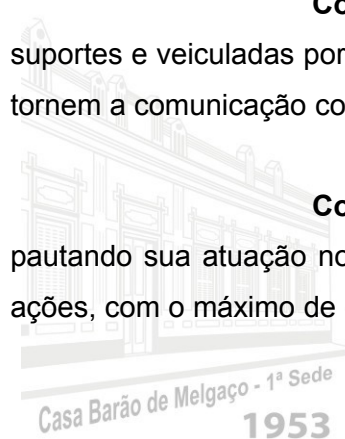 Co
suportes e veiculadas por
tornem a comunicação co
Co
pautando sua atuação no
ações, com o máximo de
Casa Barão de Melgaço - 1ª Sede
1953